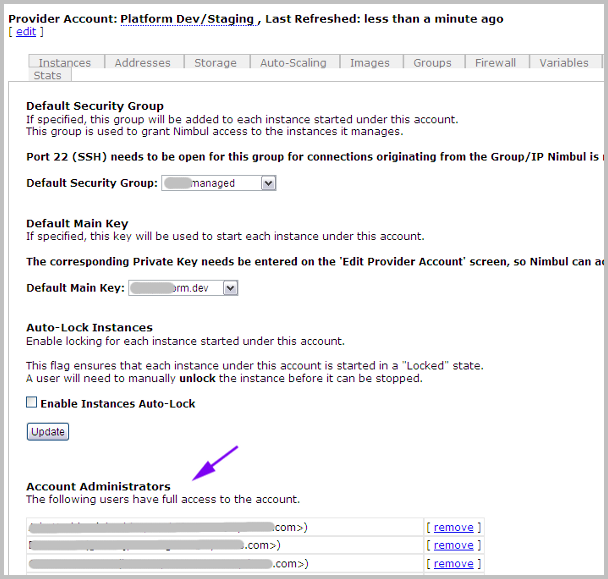 Provider Account: Platform Dev/Staging , Last Refreshed: less than a minute ago
[ edit ]
Instances Addresses Storage Auto-Scaling Images Groups Firewall Variables
Stats
Default Security Group
If specified, this group will be added to each instance started under this account.
This group is used to grant Nimbul access to the instances it manages.
Port 22 (SSH) needs to be open for this group for connections originating from the Group/IP Nimbul is
Default Security Group: managed
Default Main Key
If specified, this key will be used to start each instance under this account.
The corresponding Private Key needs be entered on the 'Edit Provider Account' screen, so Nimbul can
Default Main Key: orm.dev
Auto-Lock Instances
Enable locking for each instance started under this account.
This flag ensures that each instance under this account is started in a "Locked" state.
A user will need to manually unlock the instance before it can be stopped.
Enable Instances Auto-Lock
Update
Account Administrators
The following users have full access to the account.
.com>) [ remove ]
s.com>) [ remove ]
.com>) [ remove ]